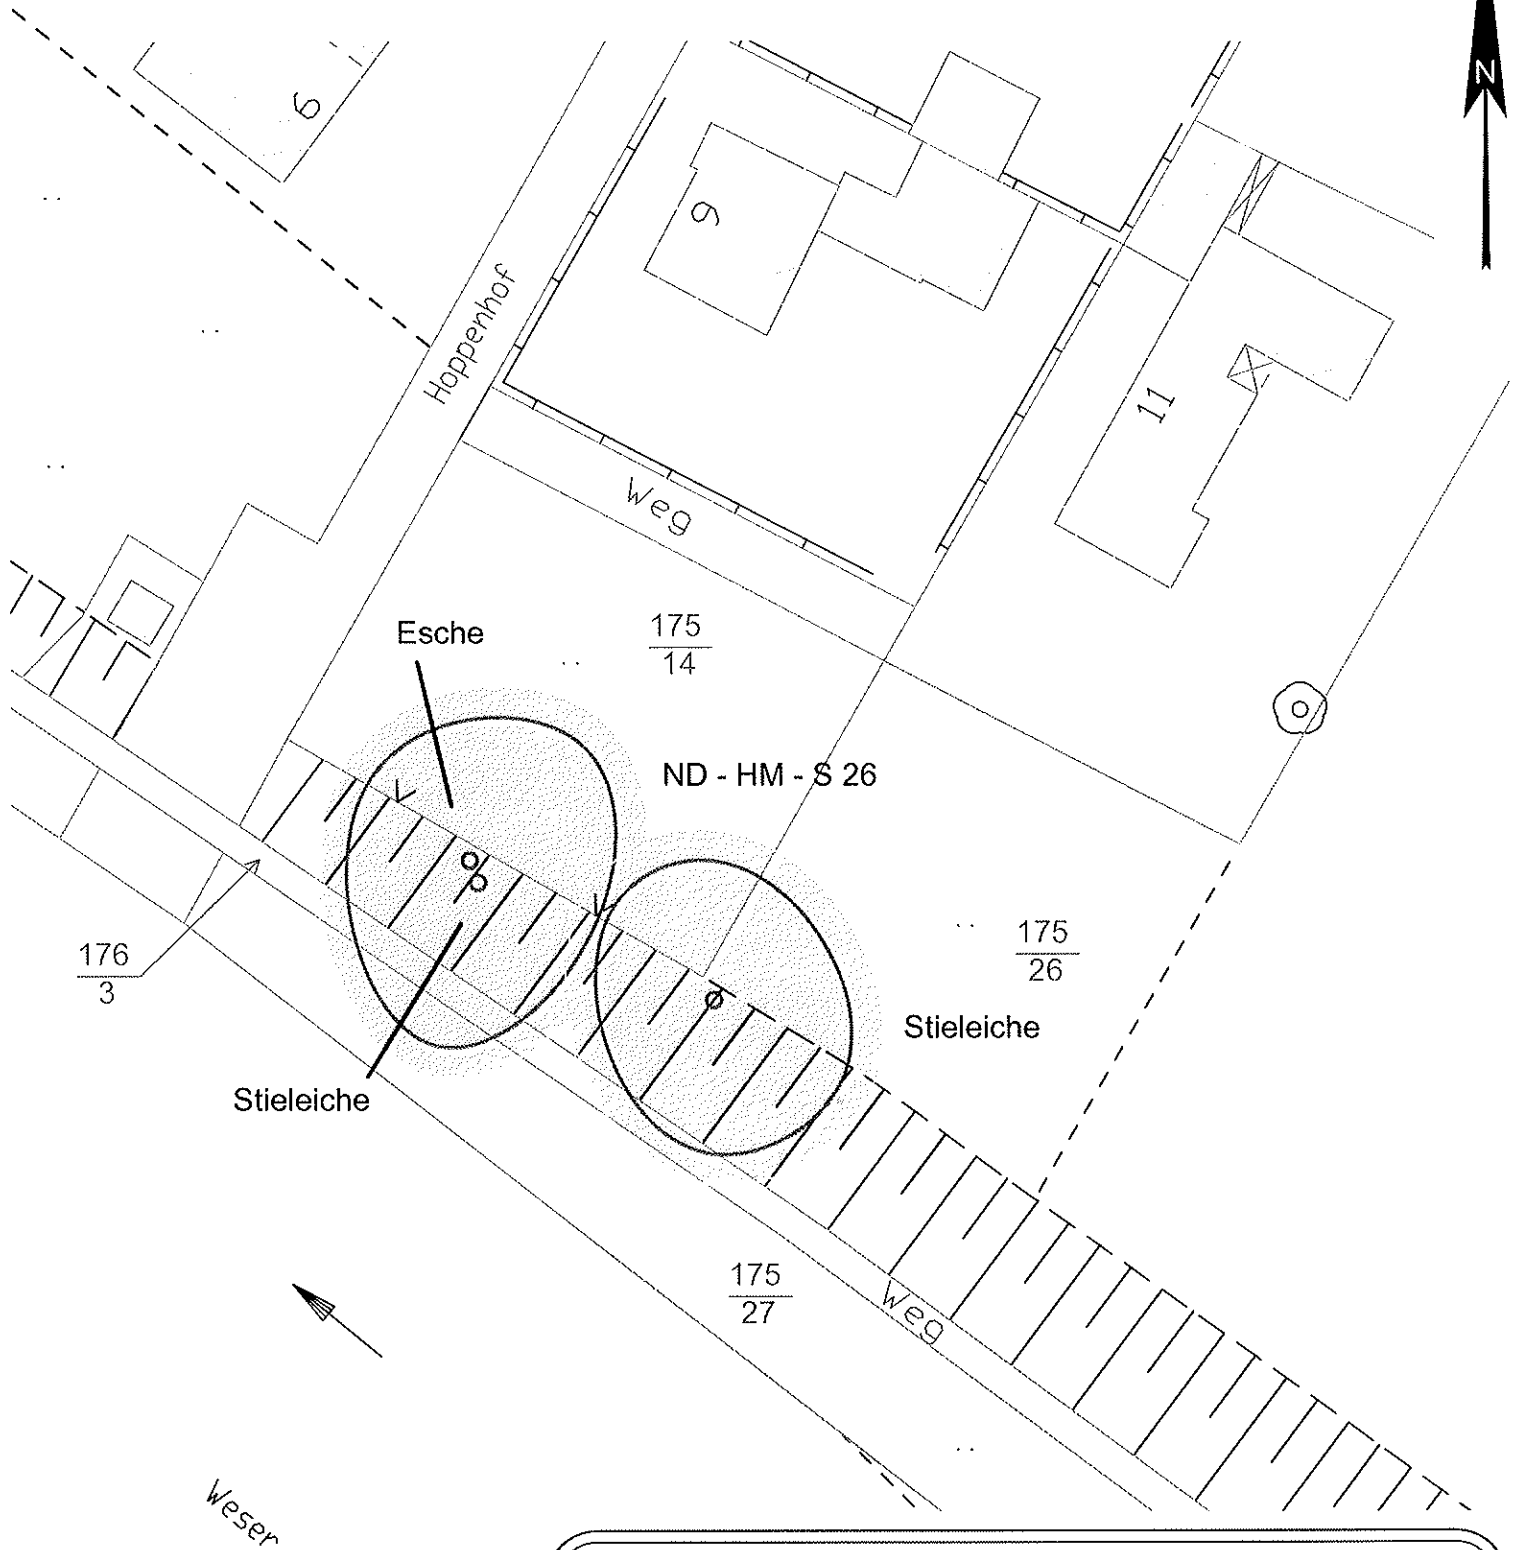 N
6
9
Hoppenhof
11
Weg
Esche
175
14
ND - HM - S 26
176
3
175
26
Stieleiche
Stieleiche
175
27
Weg
Weser